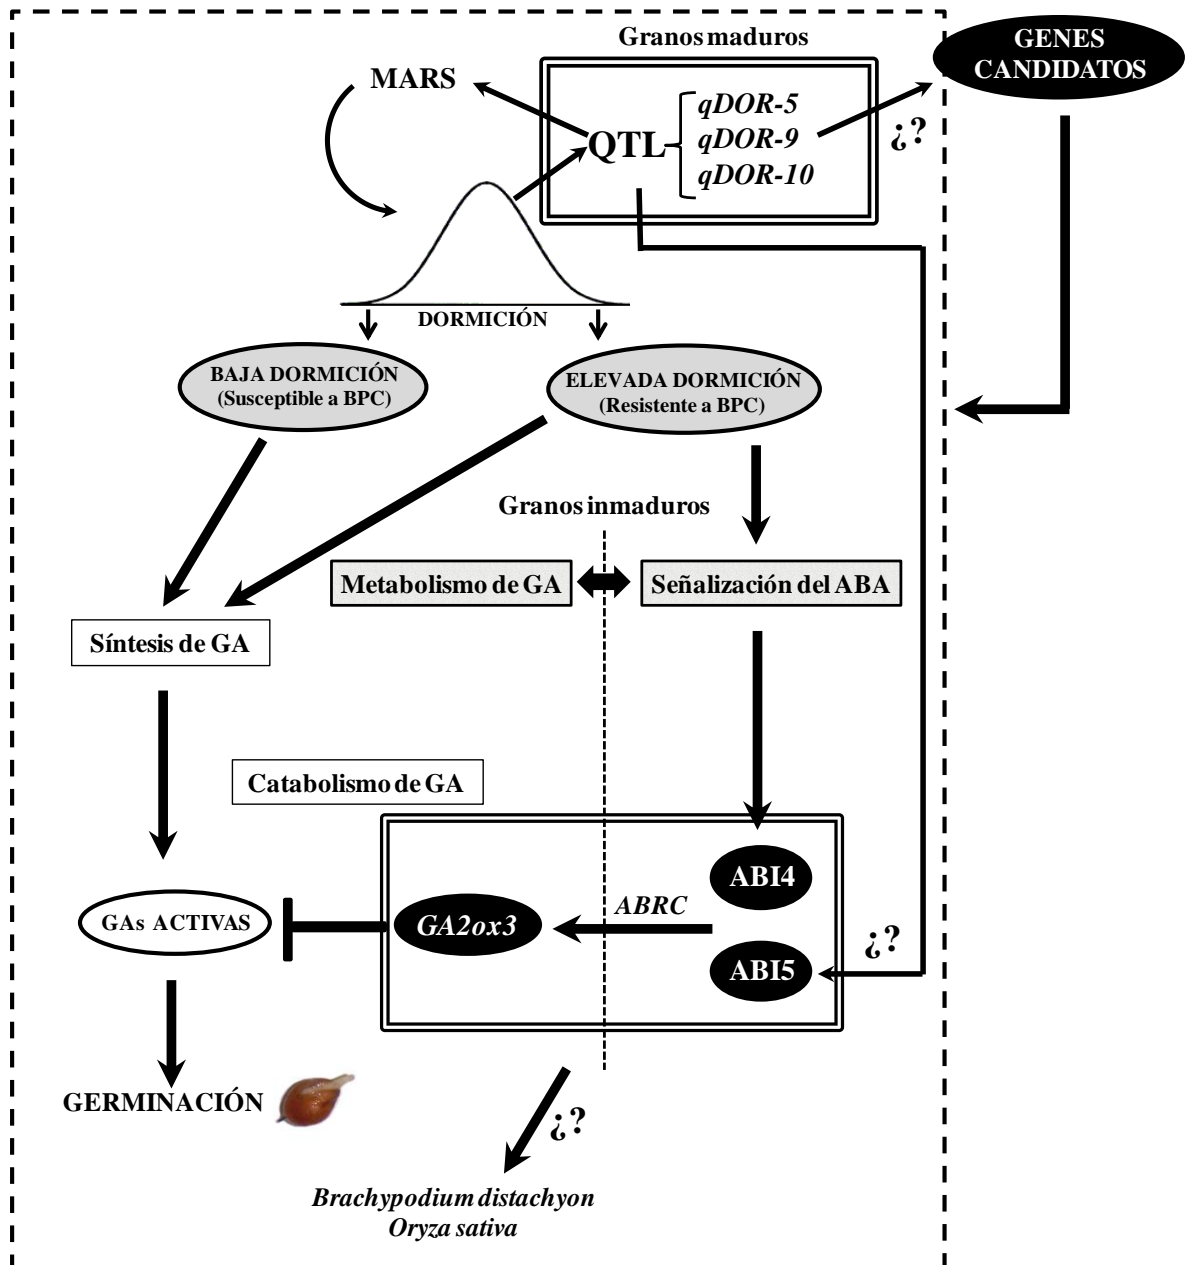 Granos maduros
GENES
CANDIDATOS
MARS
QTL
qDOR-5
qDOR-9
qDOR-10
¿?
DORMICIÓN
BAJA DORMICIÓN
(Susceptible a BPC)
ELEVADA DORMICIÓN
(Resistente a BPC)
Granos inmaduros
Metabolismo de GA
Señalización del ABA
Síntesis de GA
Catabolismo de GA
ABI4
GAs ACTIVAS
GA2ox3
ABRC
ABI5
¿?
GERMINACIÓN
¿?
Brachypodium distachyon
Oryza sativa